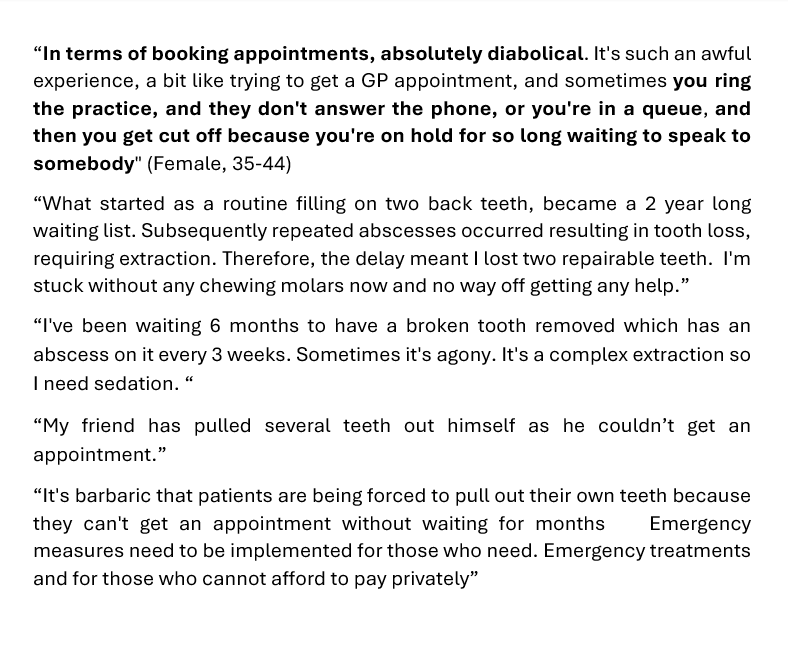 “In terms of booking appointments, absolutely diabolical. It's such an awful
experience, a bit like trying to get a GP appointment, and sometimes you ring
the practice, and they don't answer the phone, or you're in a queue, and
then you get cut off because you're on hold for so long waiting to speak to
somebody" (Female, 35-44)
“What started as a routine filling on two back teeth, became a 2 year long
waiting list. Subsequently repeated abscesses occurred resulting in tooth loss,
requiring extraction. Therefore, the delay meant I lost two repairable teeth.  I'm
stuck without any chewing molars now and no way off getting any help.”
“I've been waiting 6 months to have a broken tooth removed which has an
abscess on it every 3 weeks. Sometimes it's agony. It's a complex extraction so
I need sedation. “
“My friend has pulled several teeth out himself as he couldn’t get an
appointment.”
“It's barbaric that patients are being forced to pull out their own teeth because
they can't get an appointment without waiting for months    Emergency
measures need to be implemented for those who need. Emergency treatments
and for those who cannot afford to pay privately”